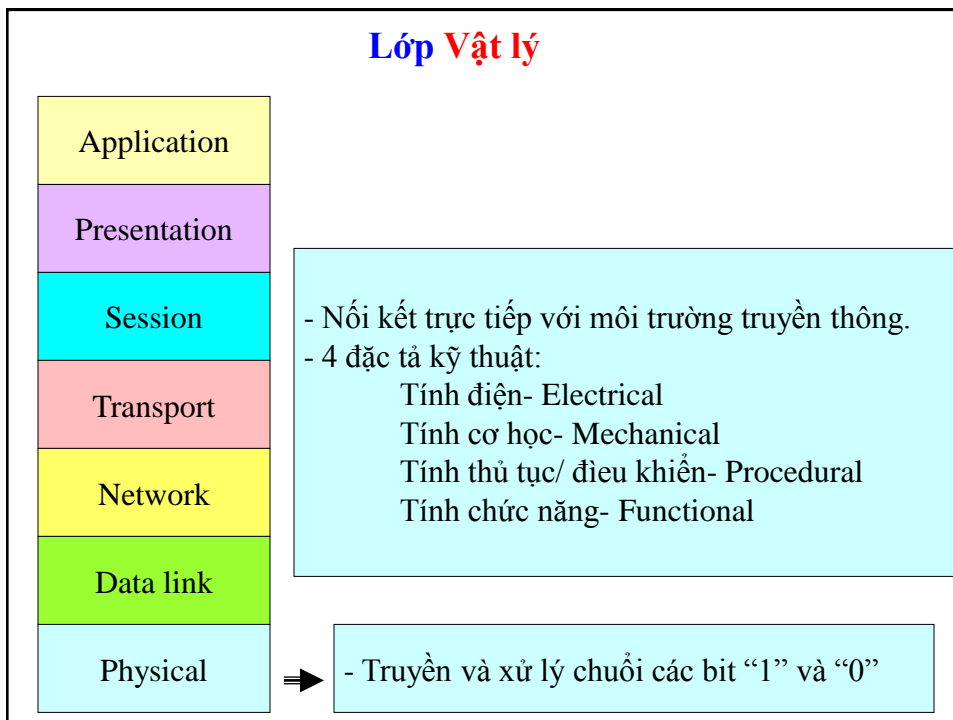 Lớp Vật lý
Application
Presentation
Session
Transport
Network
Data link
Physical
- Nối kết trực tiếp với môi trường truyền thông.
- 4 đặc tả kỹ thuật:
Tính điện- Electrical
Tính cơ học- Mechanical
Tính thủ tục/ đìeu khiển- Procedural
Tính chức năng- Functional
- Truyền và xử lý chuỗi các bit “1” và “0”